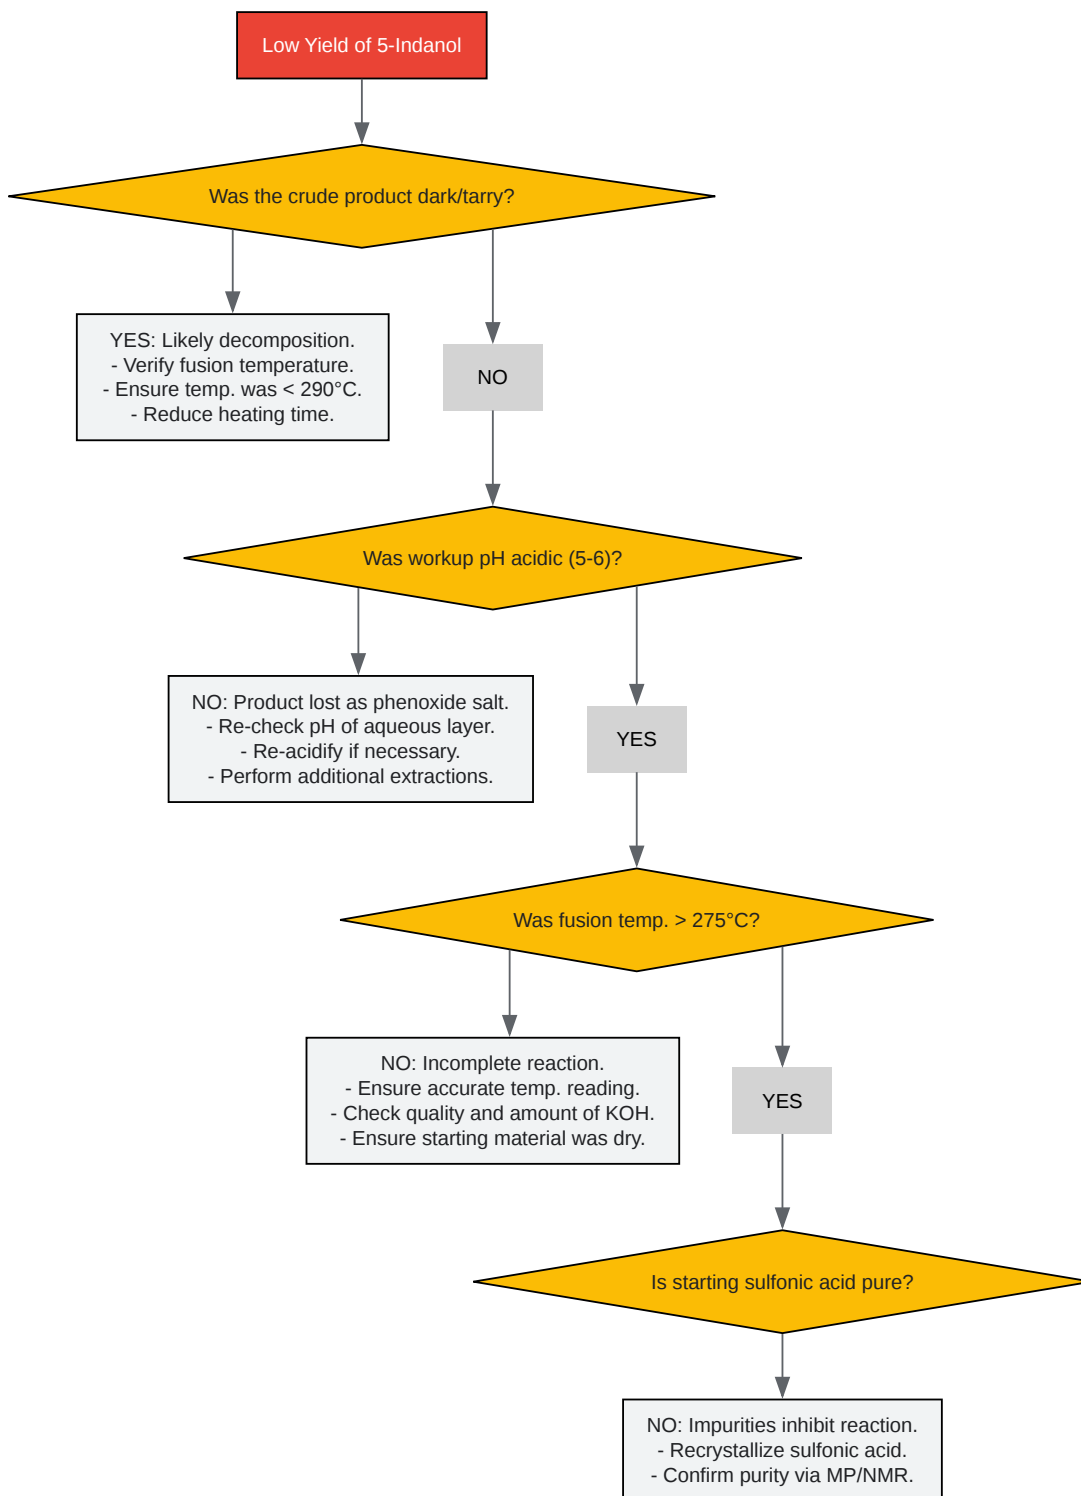 Low Yield of 5-Indanol
Was the crude product dark/tarry?
YES: Likely decomposition.
- Verify fusion temperature.
- Ensure temp. was < 290°C.
- Reduce heating time.
NO
Was workup pH acidic (5-6)?
NO: Product lost as phenoxide salt.
- Re-check pH of aqueous layer.
- Re-acidify if necessary.
- Perform additional extractions.
YES
Was fusion temp. > 275°C?
NO: Incomplete reaction.
- Ensure accurate temp. reading.
- Check quality and amount of KOH.
- Ensure starting material was dry.
YES
Is starting sulfonic acid pure?
NO: Impurities inhibit reaction.
- Recrystallize sulfonic acid.
- Confirm purity via MP/NMR.